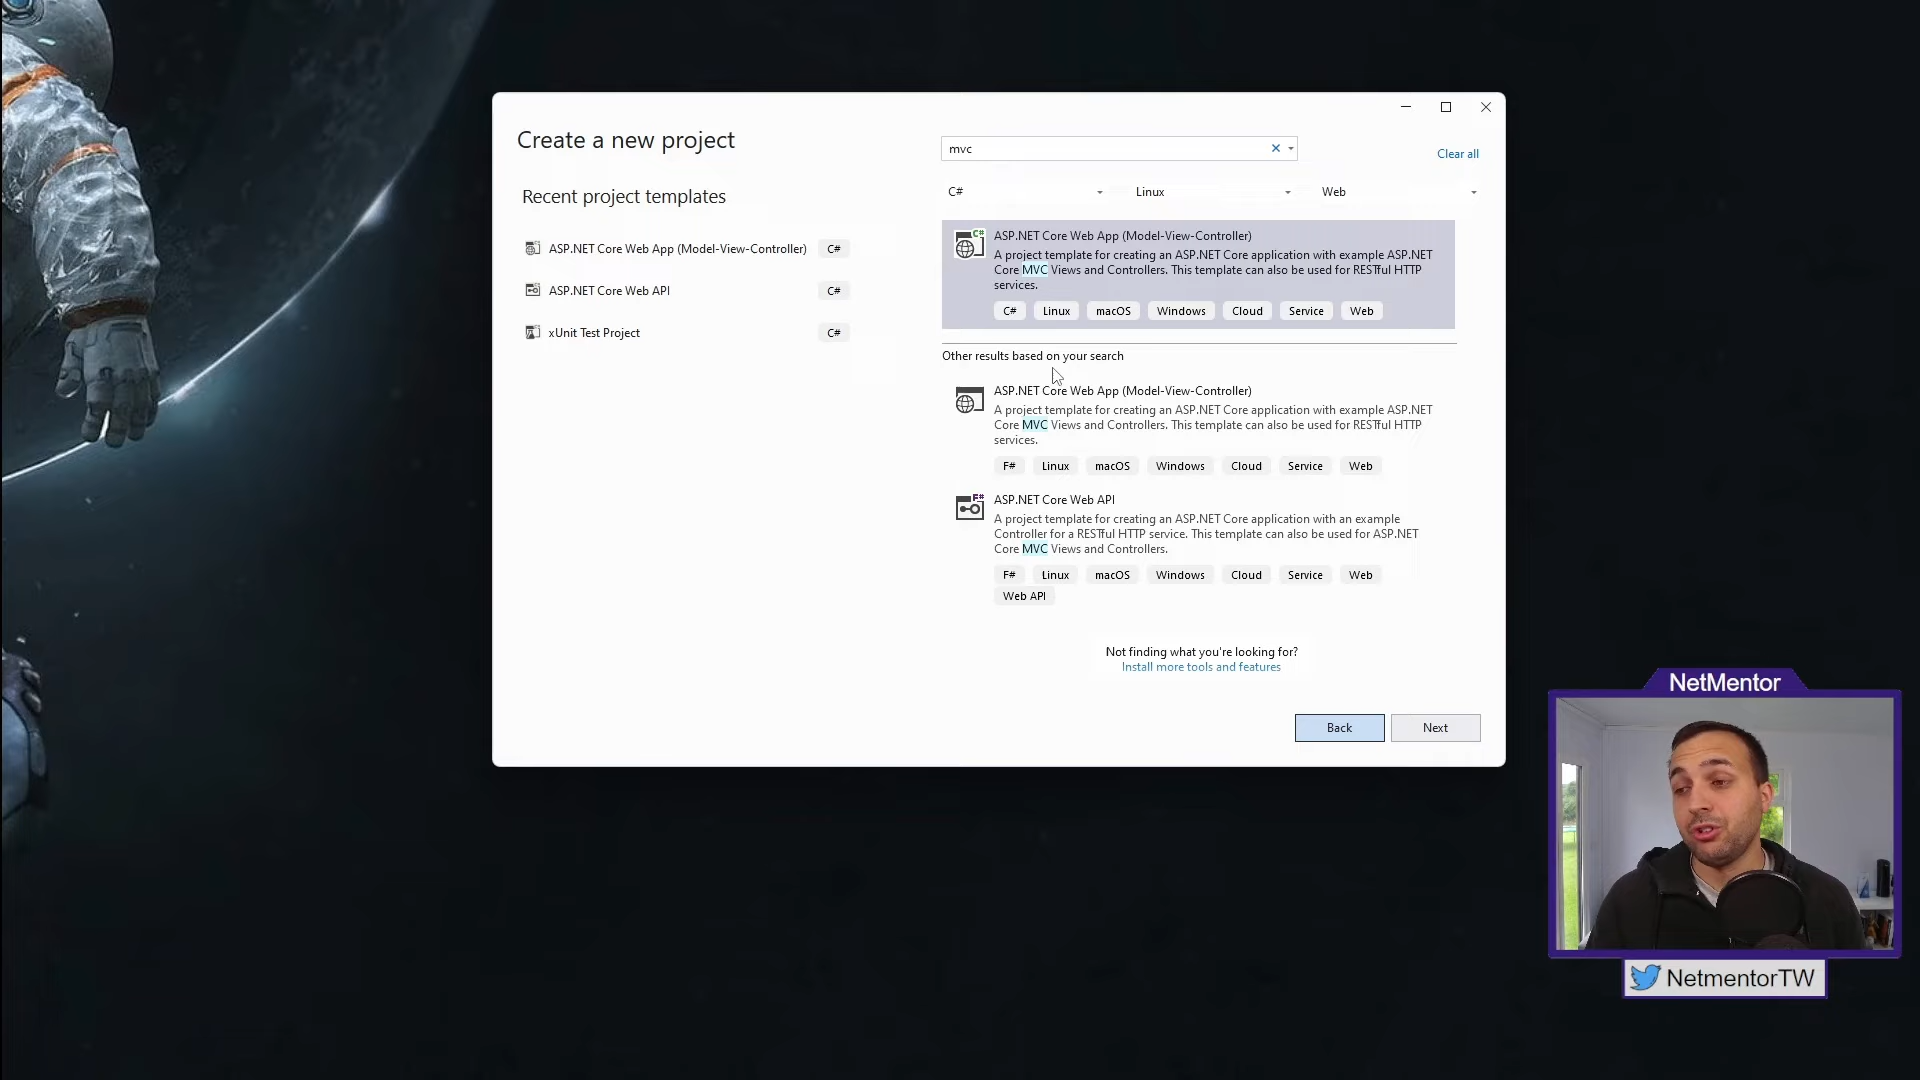 Create a new project
mvc
Clear all
Recent project templates
C#
Linux
Web
ASP.NET Core Web App (Model-View-Controller)
C#
ASP.NET Core Web API
C#
xUnit Test Project
C#
C#
ASP.NET Core Web App (Model-View-Controller)
A project template for creating an ASP.NET Core application with example ASP.NET
Core MVC Views and Controllers. This template can also be used for RESTful HTTP
services.
C# Linux macOS Windows Cloud Service Web
Other results based on your search
ASP.NET Core Web App (Model-View-Controller)
A project template for creating an ASP.NET Core application with example ASP.NET
Core MVC Views and Controllers. This template can also be used for RESTful HTTP
services.
F# Linux macOS Windows Cloud Service Web
F#
ASP.NET Core Web API
A project template for creating an ASP.NET Core application with an example
Controller for a RESTful HTTP service. This template can also be used for ASP.NET
Core MVC Views and Controllers.
F# Linux macOS Windows Cloud Service Web
Web API
Not finding what you're looking for?
Install more tools and features
Back
Next
NetMentor
NetmentorTW